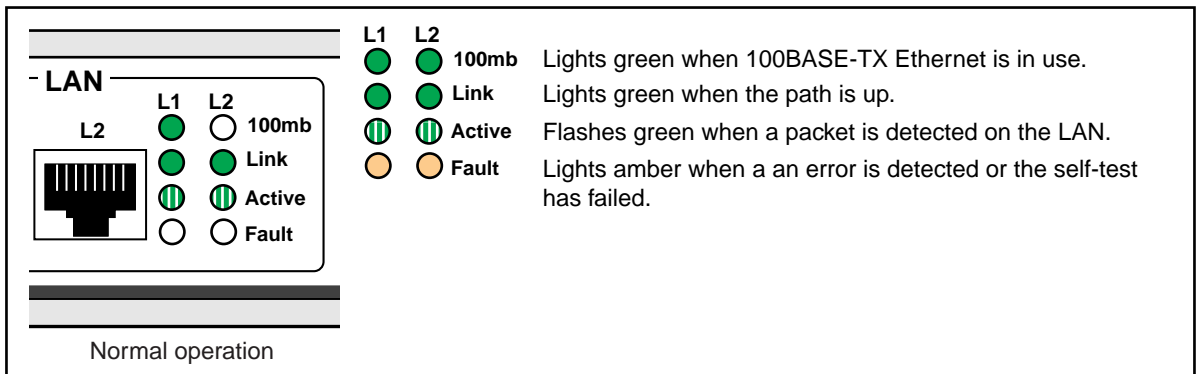 LAN
L1 L2
L2
100mb
Link
Active
Fault
Normal operation
L1 L2
100mb Lights green when 100BASE-TX Ethernet is in use.
Link Lights green when the path is up.
Active Flashes green when a packet is detected on the LAN.
Fault Lights amber when a an error is detected or the self-test
has failed.